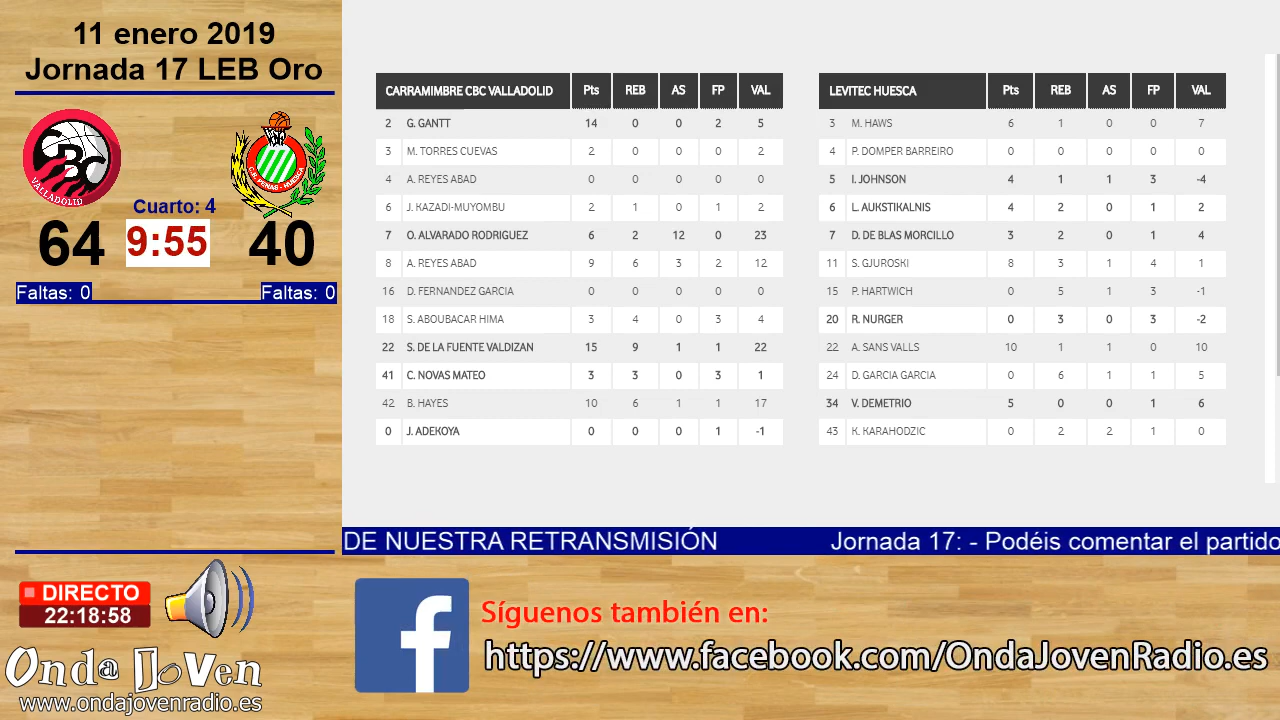 11 enero 2019
Jornada 17 LEB Oro
CBC
VALLADOLID
C.B. PEÑAS - HUESCA
Cuarto: 4
64 9:55 40
Faltas: 0 Faltas: 0
CARRAMIMBRE CBC VALLADOLID Pts REB AS FP VAL
2 G. GANTT 14 0 0 2 5
3 M. TORRES CUEVAS 2 0 0 0 0
4 A. REYES ABAD 0 0 0 0 0
6 J. KAZADI-MUYOMBU 2 1 0 1 2
7 O. ALVARADO RODRIGUEZ 6 2 12 0 23
8 A. REYES ABAD 9 6 3 2 12
16 D. FERNANDEZ GARCIA 0 0 0 0 0
18 S. ABOUBACAR HIMA 3 4 0 3 4
22 S. DE LA FUENTE VALDIZAN 15 9 1 1 22
41 C. NOVAS MATEO 3 3 0 3 1
42 B. HAYES 10 6 1 1 17
0 J. ADEKOYA 0 0 0 1 -1
LEVITEC HUESCA Pts REB AS FP VAL
3 M. HAWS 6 1 0 0 7
4 P. DOMPER BARREIRO 0 0 0 0 0
5 I. JOHNSON 4 1 1 3 -4
6 L. AUKSTIKALNIS 4 2 0 1 2
7 D. DE BLAS MORCILLO 3 2 0 1 4
11 S. GJUROSKI 8 3 1 4 1
15 P. HARTWICH 0 5 1 3 -1
20 R. NURGER 0 3 0 3 -2
22 A. SANS VALLS 10 1 1 0 10
24 D. GARCIA GARCIA 0 6 1 1 5
34 V. DEMETRIO 5 0 0 1 6
43 K. KARAHODZIC 0 2 2 1 0
DE NUESTRA RETRANSMISIÓN Jornada 17: - Podéis comentar el partido
DIRECTO
22:18:58
Onda Joven
www.ondajovenradio.es
f
Síguenos también en:
https://www.facebook.com/OndaJovenRadio.es